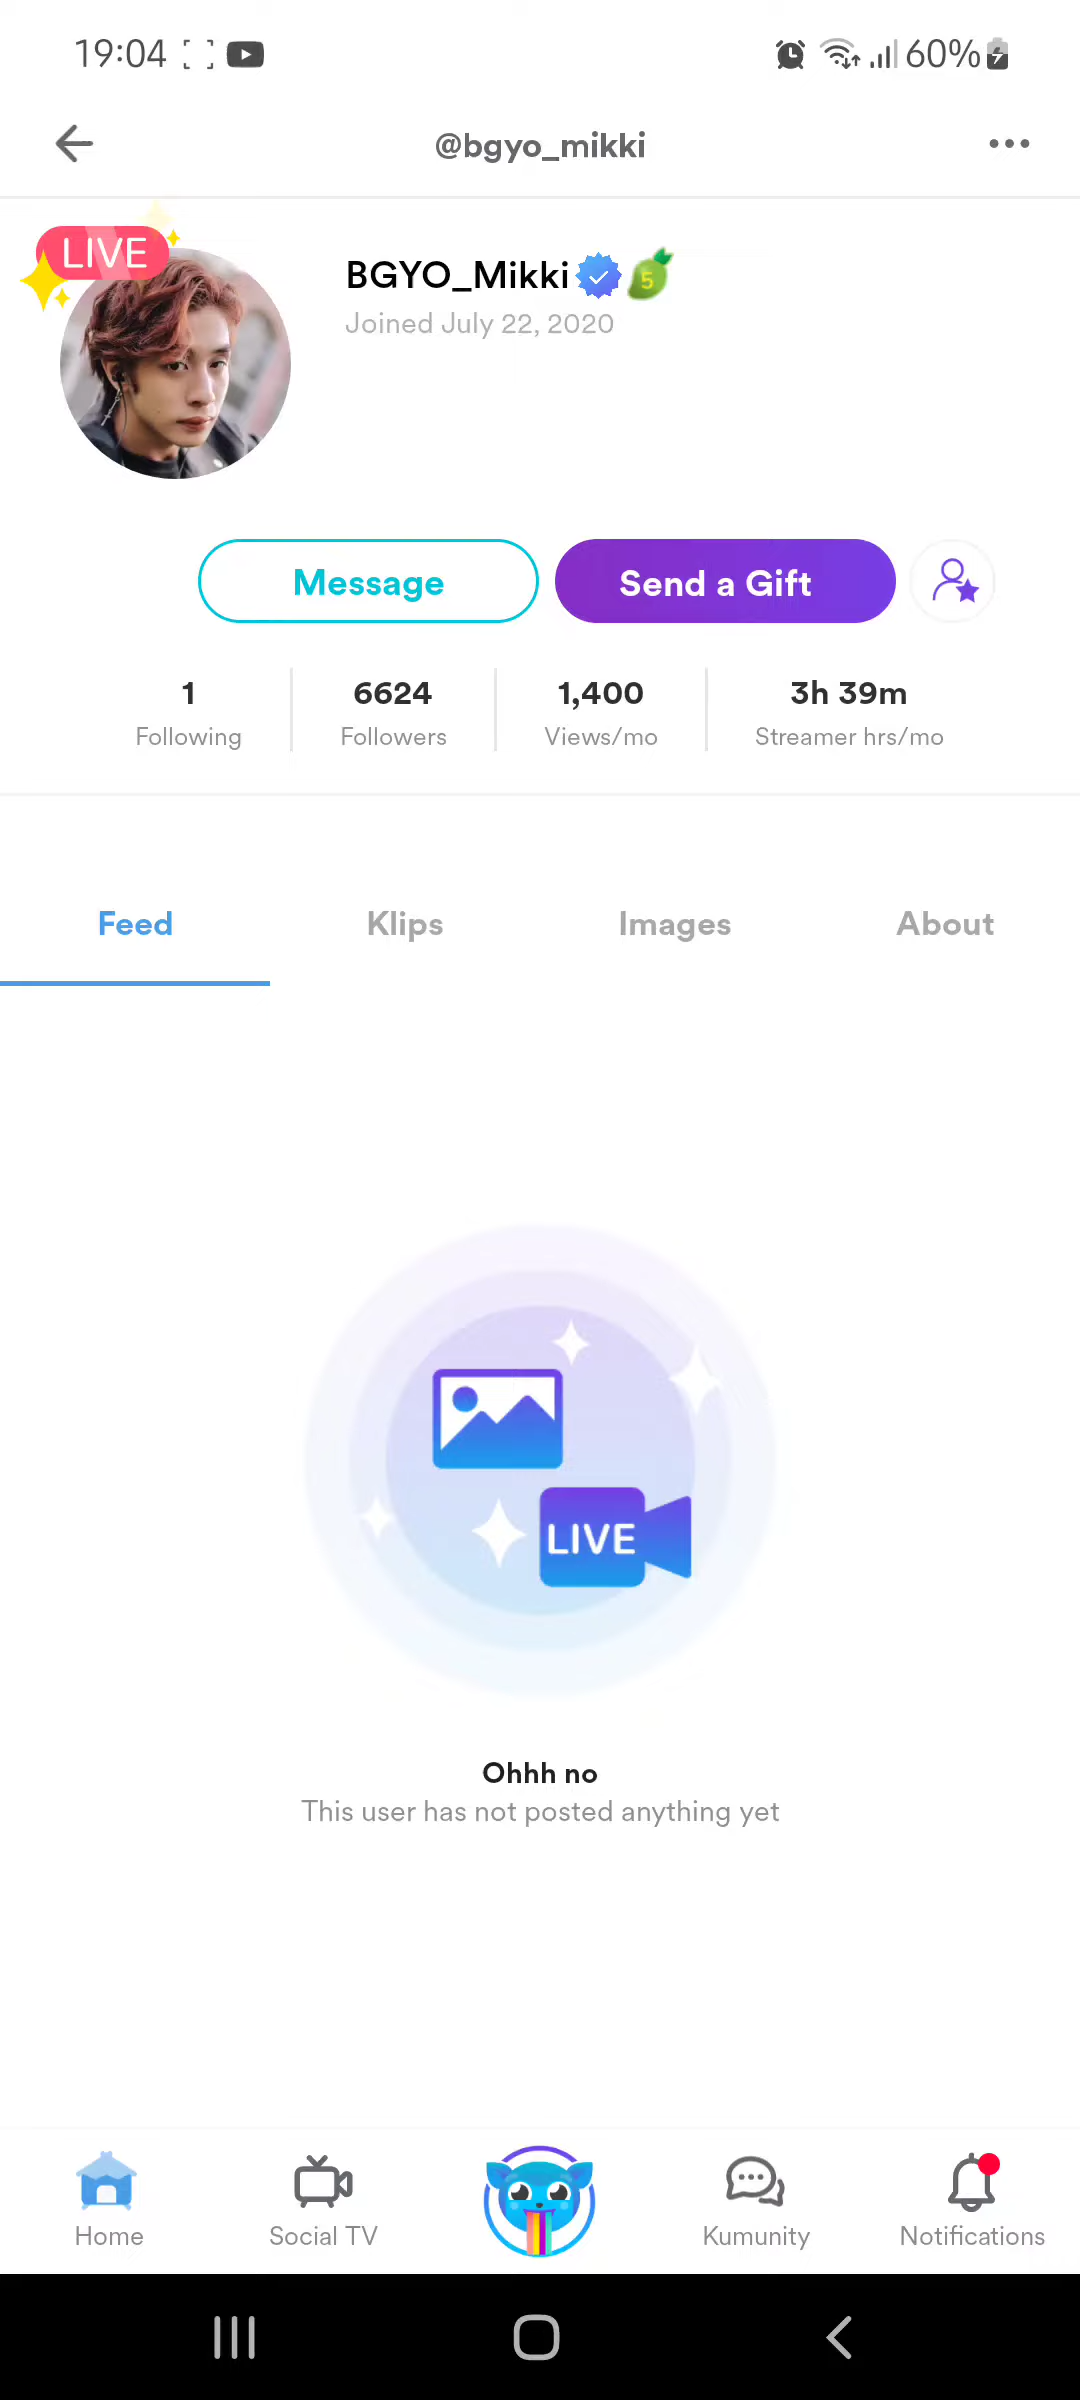 19:04
60%
@bgyo_mikki
LIVE
BGYO_Mikki
5
Joined July 22, 2020
Message
Send a Gift
1
Following
6624
Followers
1,400
Views/mo
3h 39m
Streamer hrs/mo
Feed
Klips
Images
About
LIVE
Ohhh no
This user has not posted anything yet
Home
Social TV
Kumunity
Notifications